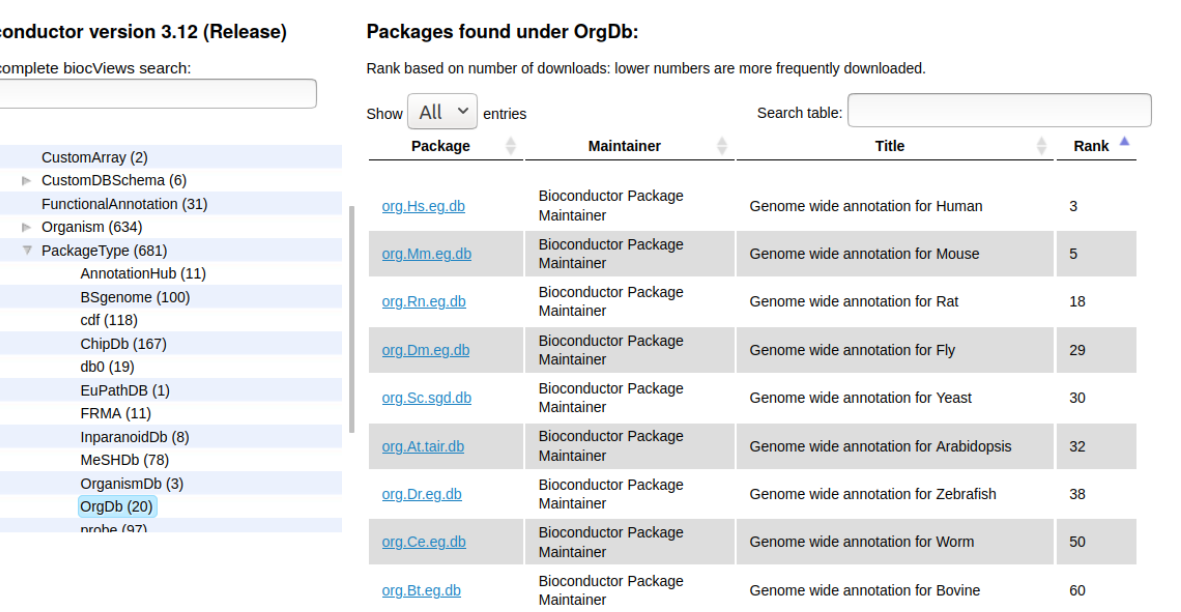 conductor version 3.12 (Release)
complete biocViews search:
CustomArray (2)
CustomDBSchema (6)
FunctionalAnnotation (31)
Organism (634)
PackageType (681)
AnnotationHub (11)
BSgenome (100)
cdf (118)
ChipDb (167)
db0 (19)
EuPathDB (1)
FRMA (11)
InparanoidDb (8)
MeSHDb (78)
OrganismDb (3)
OrgDb (20)
probe (97)
Packages found under OrgDb:
Rank based on number of downloads: lower numbers are more frequently downloaded.
Show All entries Search table:
Package Maintainer Title Rank
org.Hs.eg.db Bioconductor Package Maintainer Genome wide annotation for Human 3
org.Mm.eg.db Bioconductor Package Maintainer Genome wide annotation for Mouse 5
org.Rn.eg.db Bioconductor Package Maintainer Genome wide annotation for Rat 18
org.Dm.eg.db Bioconductor Package Maintainer Genome wide annotation for Fly 29
org.Sc.sgd.db Bioconductor Package Maintainer Genome wide annotation for Yeast 30
org.At.tair.db Bioconductor Package Maintainer Genome wide annotation for Arabidopsis 32
org.Dr.eg.db Bioconductor Package Maintainer Genome wide annotation for Zebrafish 38
org.Ce.eg.db Bioconductor Package Maintainer Genome wide annotation for Worm 50
org.Bt.eg.db Bioconductor Package Maintainer Genome wide annotation for Bovine 60